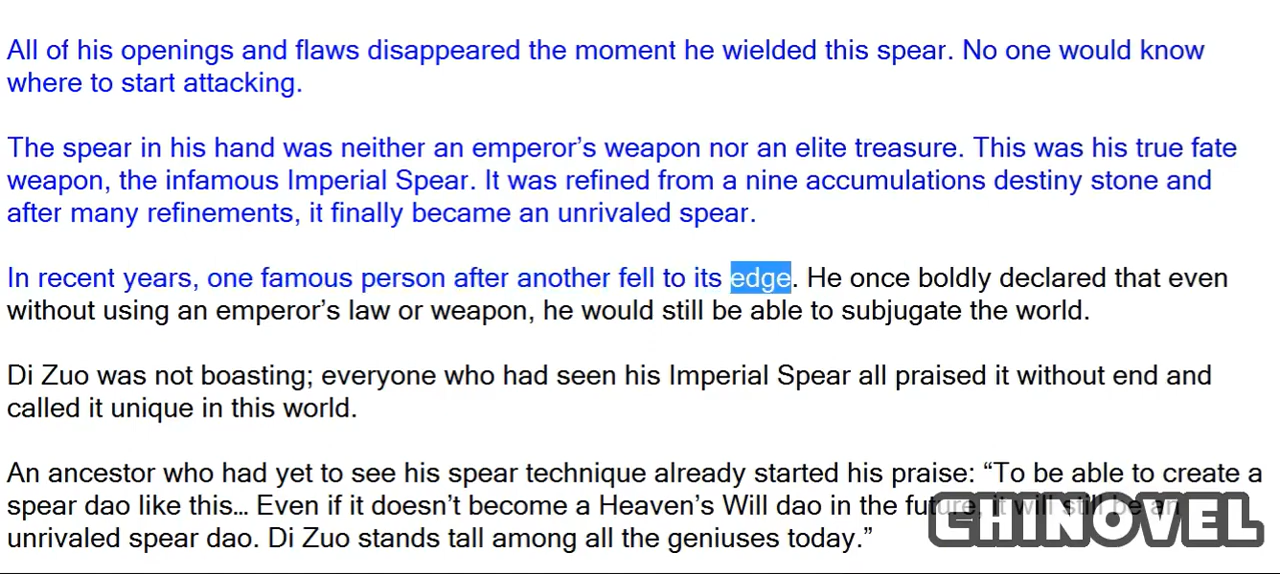 All of his openings and flaws disappeared the moment he wielded this spear. No one would know
where to start attacking.
The spear in his hand was neither an emperor’s weapon nor an elite treasure. This was his true fate
weapon, the infamous Imperial Spear. It was refined from a nine accumulations destiny stone and
after many refinements, it finally became an unrivaled spear.
In recent years, one famous person after another fell to its edge. He once boldly declared that even
without using an emperor’s law or weapon, he would still be able to subjugate the world.
Di Zuo was not boasting; everyone who had seen his Imperial Spear all praised it without end and
called it unique in this world.
An ancestor who had yet to see his spear technique already started his praise: “To be able to create a
spear dao like this... Even if it doesn’t become a Heaven’s Will dao in the future, it will still be an
unrivaled spear dao. Di Zuo stands tall among all the geniuses today.”
CHINOVEL